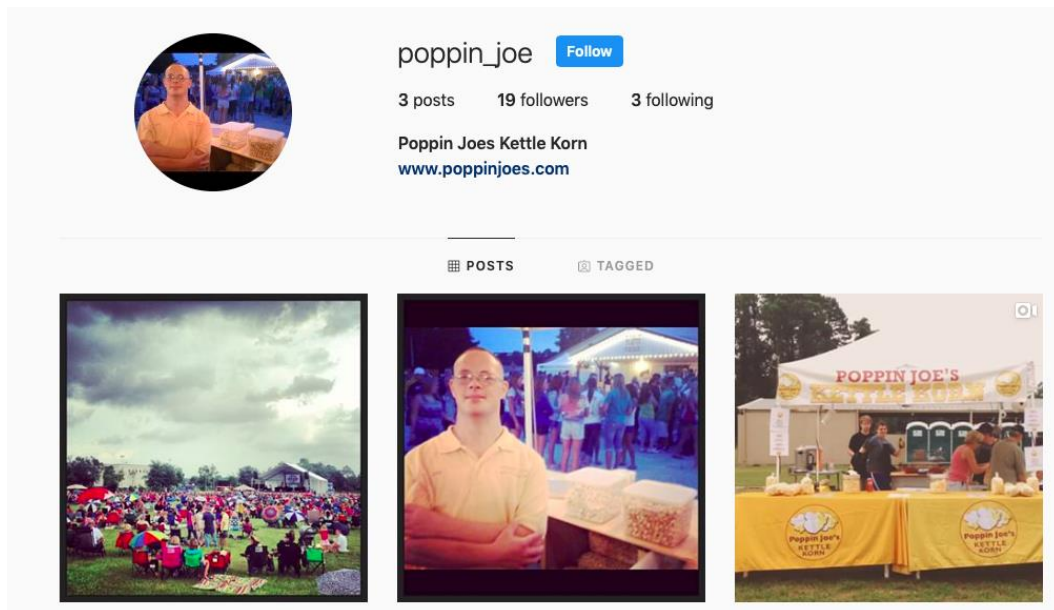 poppin_joe Follow
3 posts 19 followers 3 following
Poppin Joes Kettle Korn
www.poppinjoes.com
POSTS TAGGED
POPPIN JOE'S
KETTLE KORN
Poppin Joe's
KETTLE
KORN
Poppin Joe's
KETTLE
KORN